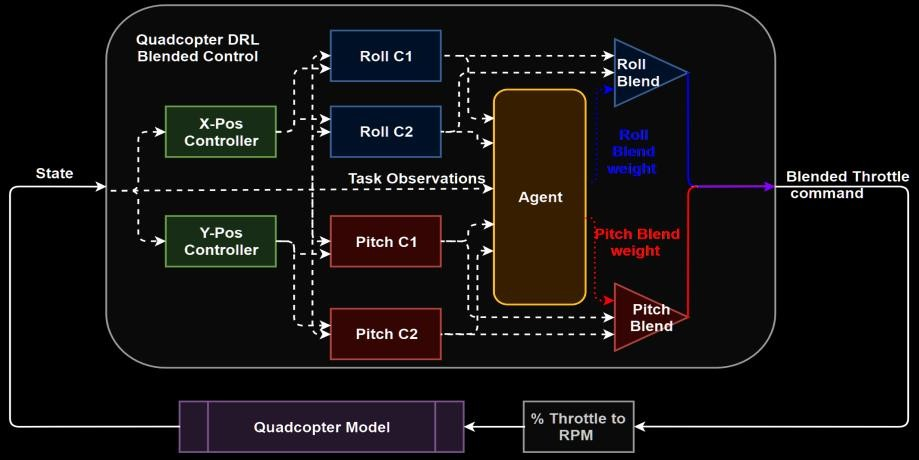 Quadcopter DRL
Blended Control
Roll C1
Roll
Blend
X-Pos
Controller
Roll C2
Roll
Blend
weight
State
Task Observations
Agent
Blended Throttle
command
Y-Pos
Controller
Pitch C1
Pitch Blend
weight
Pitch C2
Pitch
Blend
Quadcopter Model
% Throttle to
RPM